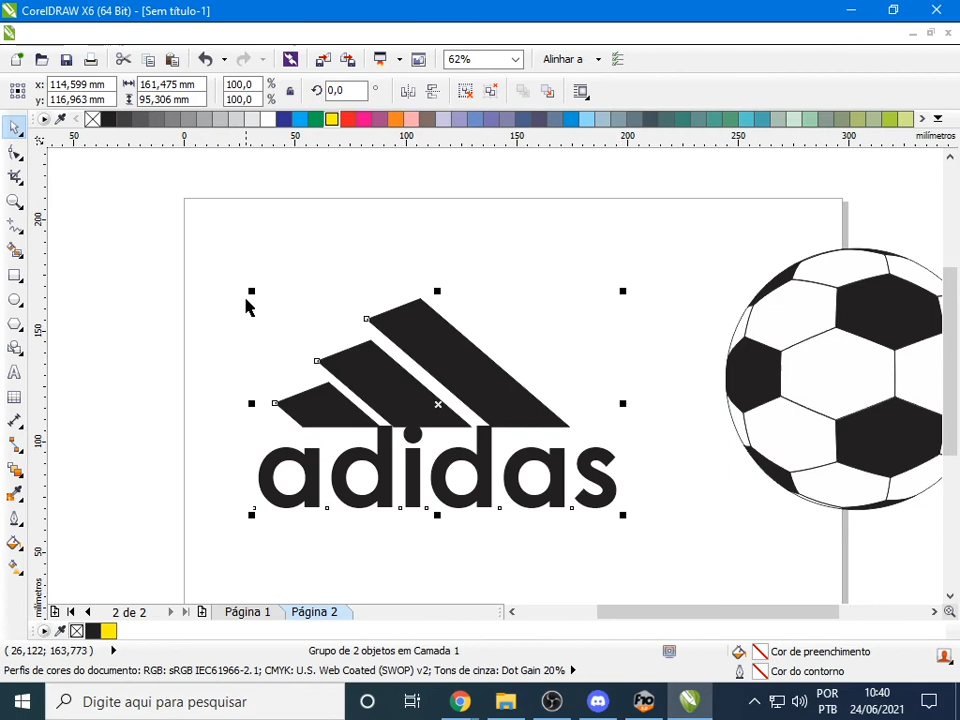 CorelDRAW X6 (64 Bit) - [Sem título-1]
62%
Alinhar a
x: 114,599 mm
y: 116,963 mm
161,475 mm
95,306 mm
100,0 %
100,0 %
0,0 °
50 0 50 100 150 200 250 300 milímetros
200
150
100
50
milímetros
adidas
2 de 2
Página 1
Página 2
( 26,122; 163,773 )
Grupo de 2 objetos em Camada 1
Cor de preenchimento
Perfis de cores do documento: RGB: sRGB IEC61966-2.1; CMYK: U.S. Web Coated (SWOP) v2; Tons de cinza: Dot Gain 20%
Cor do contorno
Digite aqui para pesquisar
POR
PTB
10:40
24/06/2021